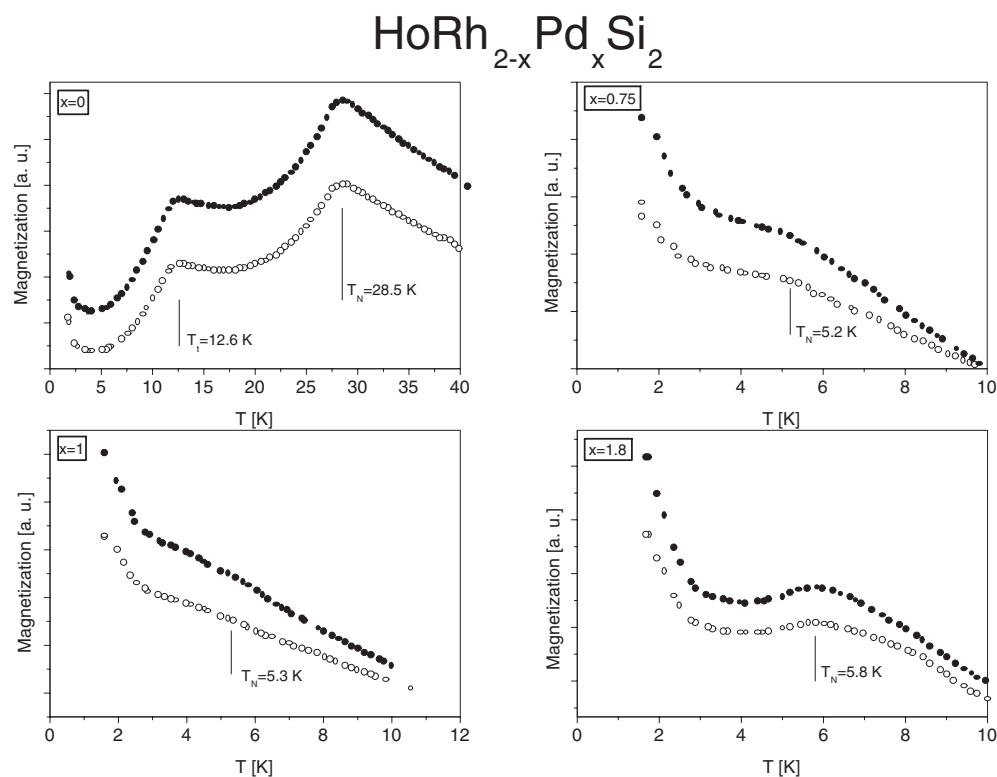 HoRh2-xPdxSi2
x=0
Magnetization [a. u.]
TN=28.5 K
Tt=12.6 K
0 5 10 15 20 25 30 35 40
T [K]
x=0.75
Magnetization [a. u.]
TN=5.2 K
0 2 4 6 8 10
T [K]
x=1
Magnetization [a. u.]
TN=5.3 K
0 2 4 6 8 10 12
T [K]
x=1.8
Magnetization [a. u.]
TN=5.8 K
0 2 4 6 8 10
T [K]